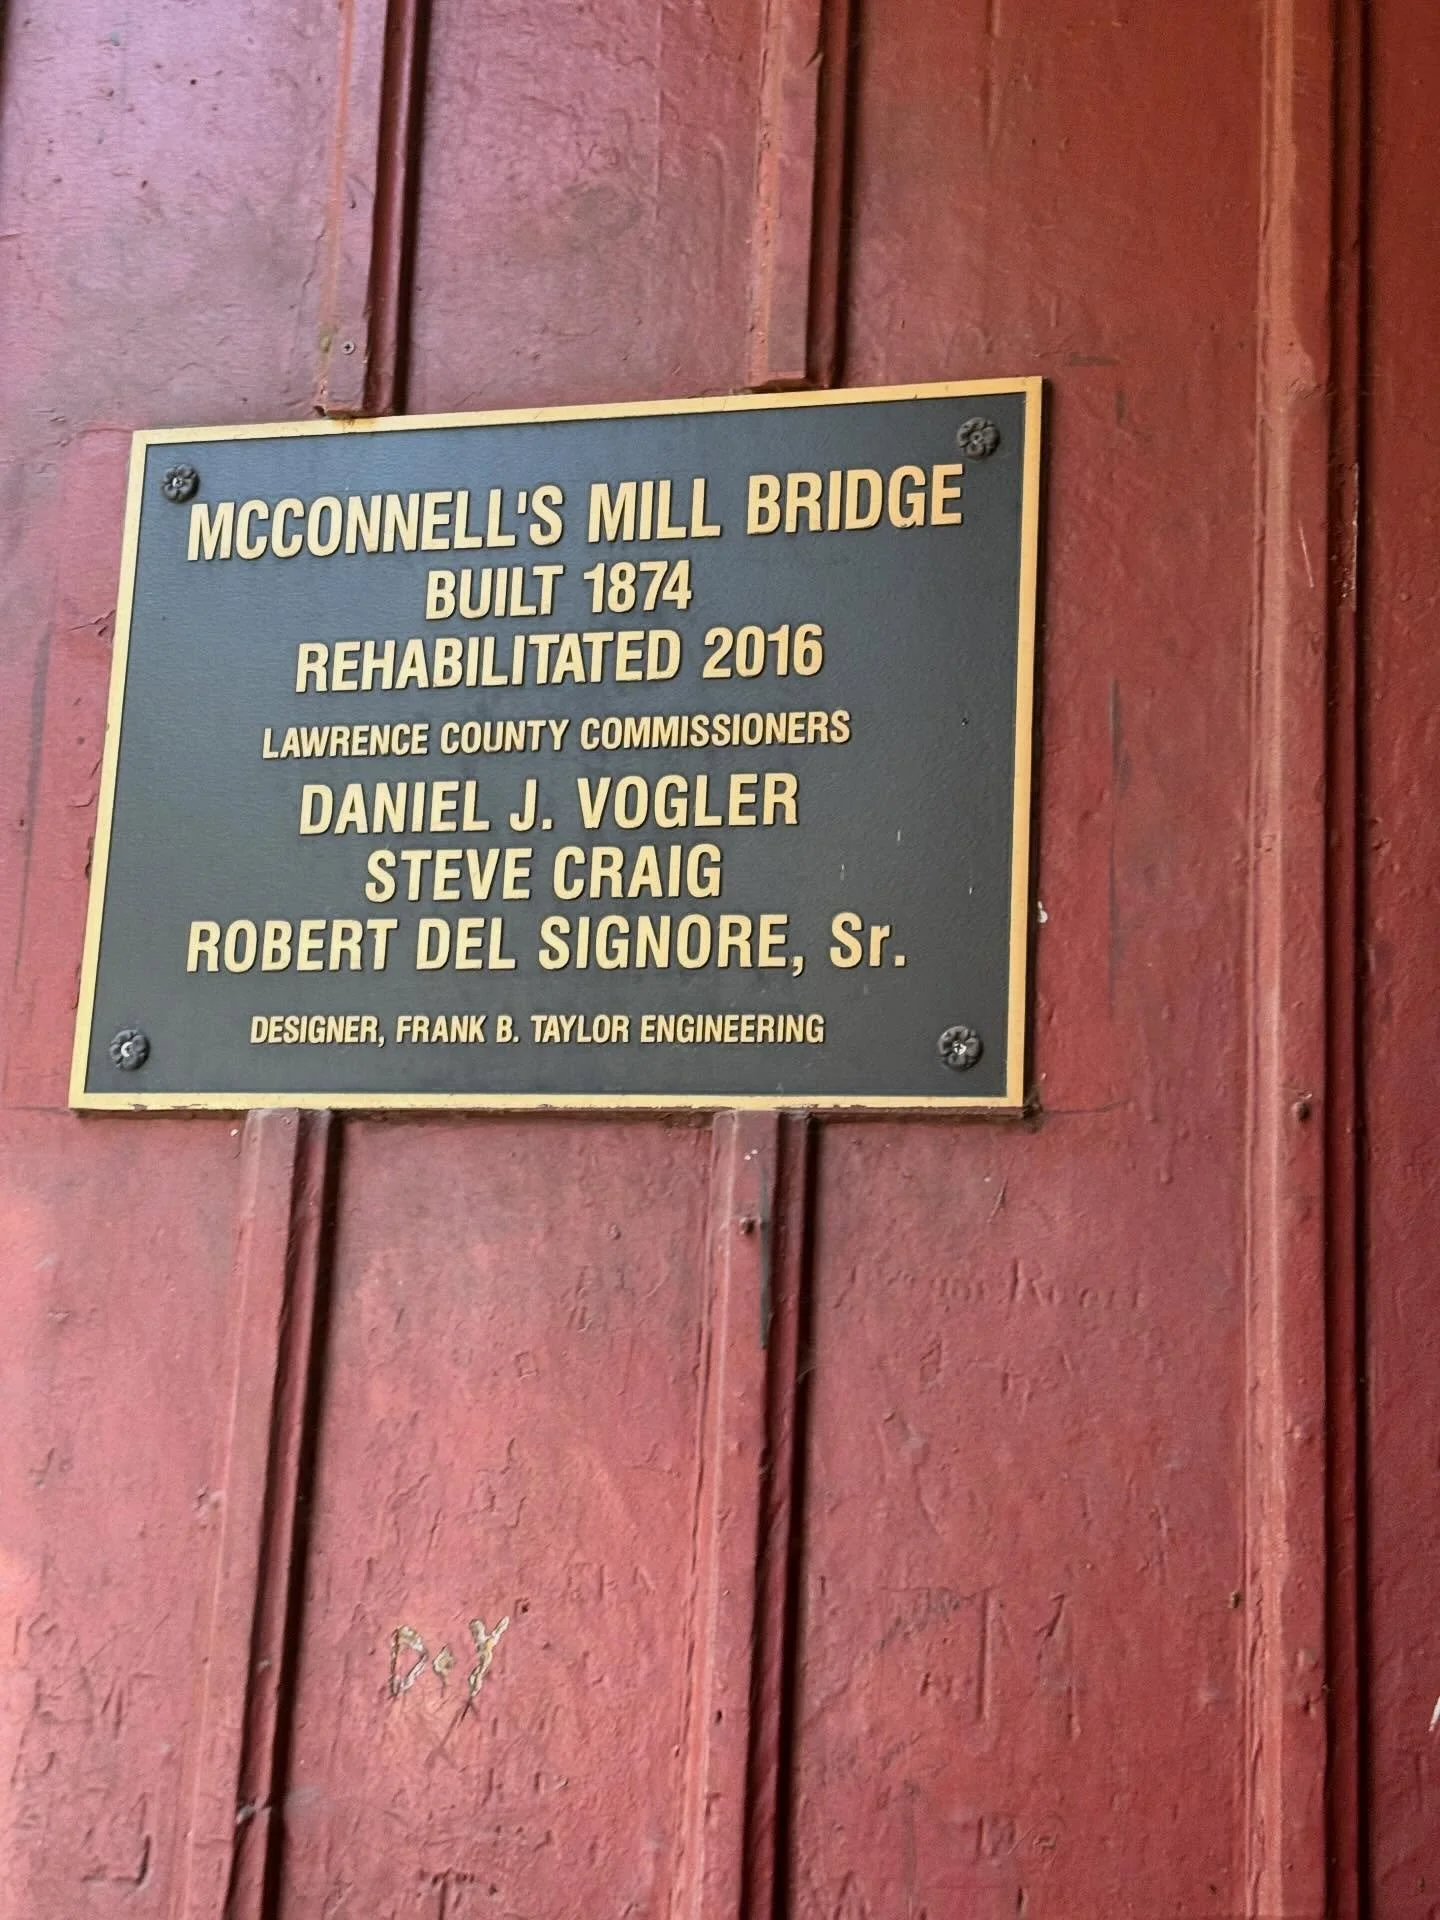 MCCONNELL'S MILL BRIDGE
BUILT 1874
REHABILITATED 2016
LAWRENCE COUNTY COMMISSIONERS
DANIEL J. VOGLER
STEVE CRAIG
ROBERT DEL SIGNORE, Sr.
DESIGNER, FRANK B. TAYLOR ENGINEERING